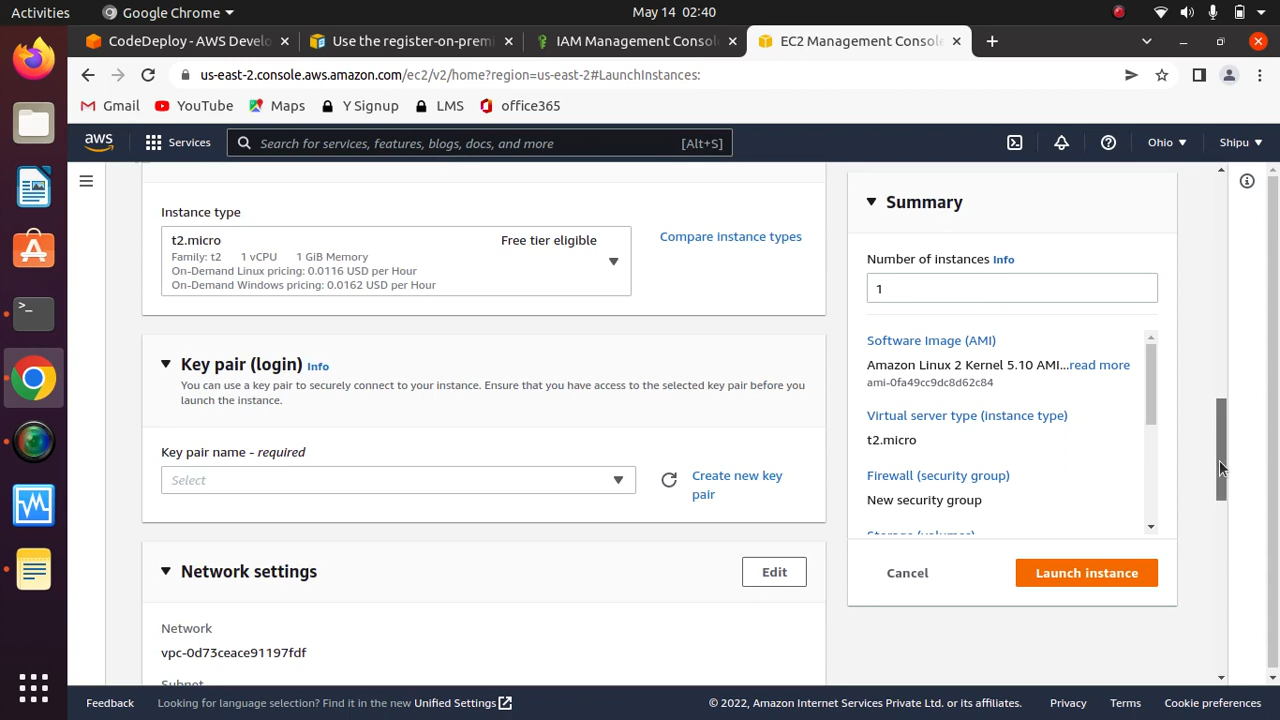 Activities
Google Chrome
May 14 02:40
CodeDeploy - AWS Develo
Use the register-on-premi
IAM Management Consol
EC2 Management Console
us-east-2.console.aws.amazon.com/ec2/v2/home?region=us-east-2#LaunchInstances:
Gmail
YouTube
Maps
Y Signup
LMS
office365
aws
Services
Search for services, features, blogs, docs, and more
[Alt+S]
Ohio
Shipu
Instance type
t2.micro
Free tier eligible
Family: t2 1 vCPU 1 GiB Memory
On-Demand Linux pricing: 0.0116 USD per Hour
On-Demand Windows pricing: 0.0162 USD per Hour
Compare instance types
Key pair (login) Info
You can use a key pair to securely connect to your instance. Ensure that you have access to the selected key pair before you
launch the instance.
Key pair name - required
Select
Create new key
pair
Network settings
Edit
Network
vpc-0d73ceace91197fdf
Subnet
Summary
Number of instances Info
1
Software Image (AMI)
Amazon Linux 2 Kernel 5.10 AMI...read more
ami-0fa49cc9dc8d62c84
Virtual server type (instance type)
t2.micro
Firewall (security group)
New security group
Storage (volumes)
Cancel
Launch instance
Feedback
Looking for language selection? Find it in the new Unified Settings
© 2022, Amazon Internet Services Private Ltd. or its affiliates.
Privacy
Terms
Cookie preferences